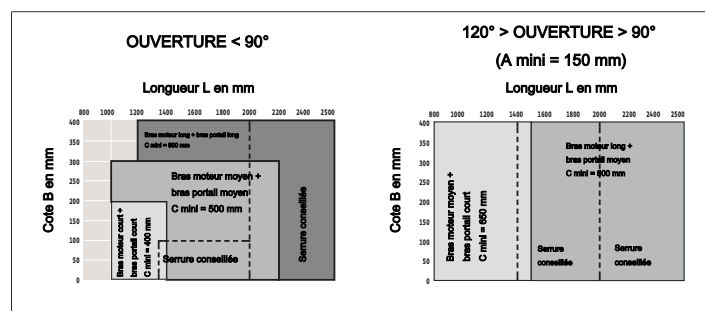 OUVERTURE < 90°
Longueur L en mm
800 1000 1200 1400 1600 1800 2000 2200 2400 2500
Cote B en mm
400
350
300
250
200
150
100
50
0
Bras moteur long + bras portail long
C mini = 600 mm
Bras moteur moyen +
bras portail moyen
C mini = 500 mm
Bras moteur court +
bras portail court
C mini = 400 mm
Serrure conseillée
Serrure conseillée
120° > OUVERTURE > 90°
(A mini = 150 mm)
Longueur L en mm
800 1000 1200 1400 1600 1800 2000 2200 2400 2500
Cote B en mm
400
350
300
250
200
150
100
50
0
Bras moteur moyen +
bras portail court
C mini = 650 mm
Bras moteur long +
bras portail moyen
C mini = 800 mm
Serrure
conseillée
Serrure
conseillée